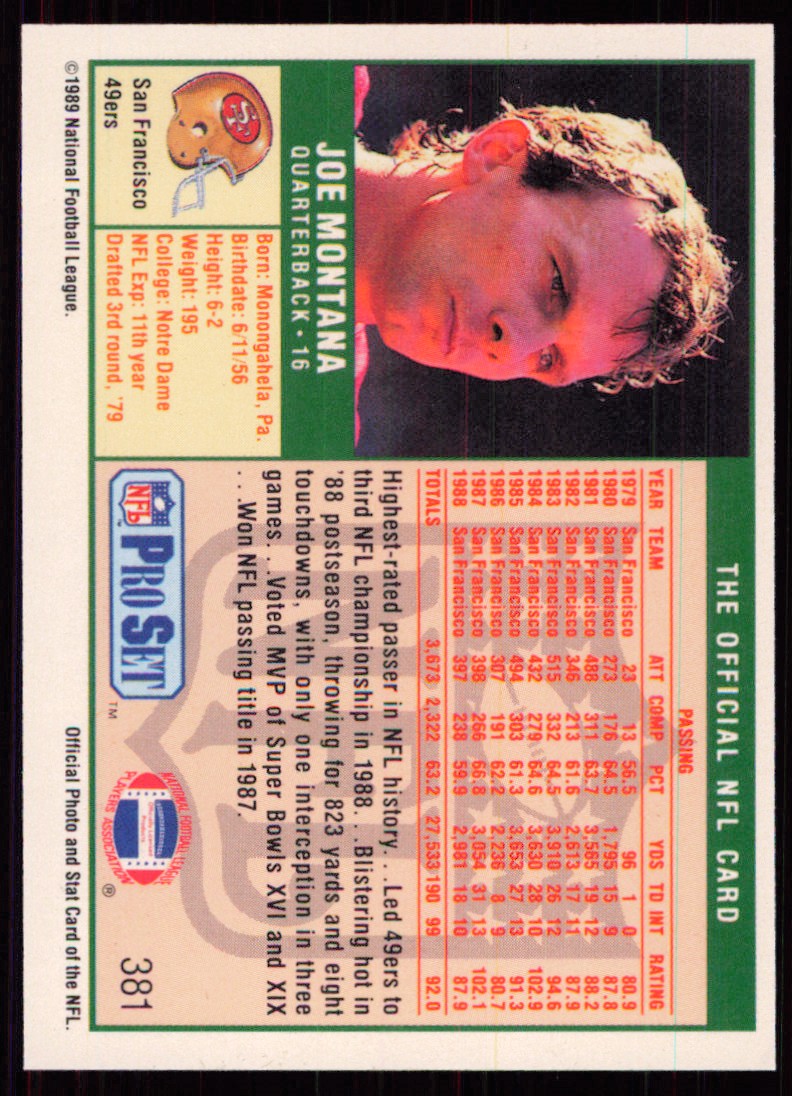 THE OFFICIAL NFL CARD
JOE MONTANA
QUARTERBACK • 16
San Francisco
49ers
Born: Monongahela, Pa.
Birthdate: 6/11/56
Height: 6-2
Weight: 195
College: Notre Dame
NFL Exp: 11th year
Drafted 3rd round, '79
PASSING
YEAR TEAM ATT COMP PCT YDS TD INT RATING
1979 San Francisco 23 13 56.5 96 1 0 80.9
1980 San Francisco 273 176 64.5 1,795 15 9 87.8
1981 San Francisco 488 311 63.7 3,565 19 12 88.2
1982 San Francisco 346 213 61.6 2,613 17 11 87.9
1983 San Francisco 515 332 64.5 3,910 26 12 94.6
1984 San Francisco 432 279 64.6 3,630 28 10 102.9
1985 San Francisco 494 303 61.3 3,653 27 13 91.3
1986 San Francisco 307 191 62.2 2,236 8 9 80.7
1987 San Francisco 398 266 66.8 3,054 31 13 102.1
1988 San Francisco 397 238 59.9 2,981 18 10 87.9
TOTALS 3,673 2,322 63.2 27,533 190 99 92.0
Highest-rated passer in NFL history. . .Led 49ers to
third NFL championship in 1988. . .Blistering hot in
'88 postseason, throwing for 823 yards and eight
touchdowns, with only one interception in three
games. . .Voted MVP of Super Bowls XVI and XIX
. . .Won NFL passing title in 1987.
NFL
PRO SET
TM
NATIONAL FOOTBALL LEAGUE
PLAYERS ASSOCIATION
Officially Licensed
Product
®
381
©1989 National Football League.
Official Photo and Stat Card of the NFL.